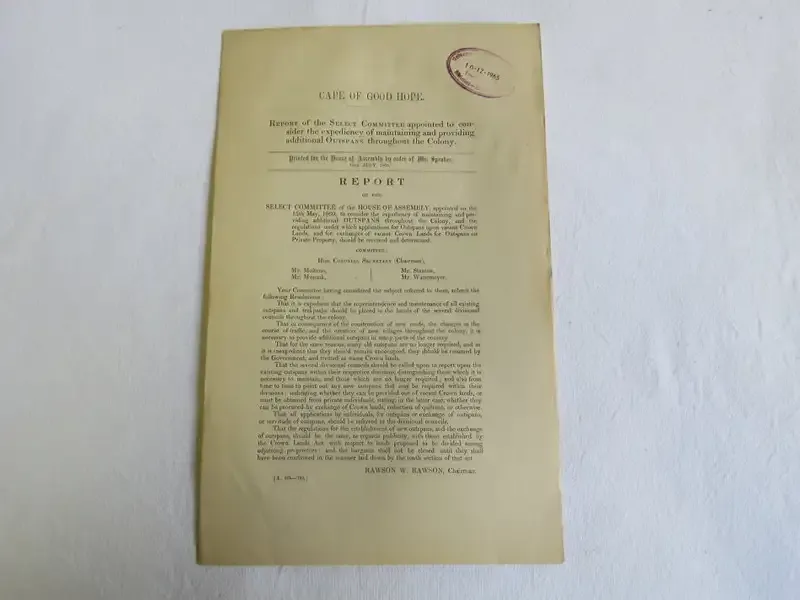 10-12-1965
CAPE OF GOOD HOPE.
REPORT of the SELECT COMMITTEE appointed to con-
sider the expediency of maintaining and providing
additional OUTSPANS throughout the Colony.
Printed for the House of Assembly by order of Mr. Speaker.
JULY,
REPORT
OF THE
SELECT COMMITTEE of the HOUSE OF ASSEMBLY, appointed on the
May, to consider the expediency of maintaining and pro-
viding additional OUTSPANS throughout the Colony, and the
regulations under which applications for Outspans upon vacant Crown
Lands, and for exchanges of vacant Crown Lands for Outspans on
Private Property, should be received and determined.
COMMITTEE.
Hon. COLONIAL SECRETARY (Chairman),
Mr. Molteno,
Mr.
Mr.
Mr.
Your Committee having considered the subject referred to them, submit the
following Resolutions:
That it is expedient that the superintendence and maintenance of all existing
outspans and should be placed in the hands of the several divisional
councils throughout the colony.
That in consequence of the construction of new roads, the changes in the
course of traffic, and the creation of new villages throughout the colony, it is
necessary to provide additional outspans in many parts of the country.
That for the same reasons, many old outspans are no longer required, and as
it is inexpedient that they should remain unoccupied, they should be resumed by
the Government, and treated as waste Crown lands.
That the several divisional councils should be called upon to report upon the
existing outspans within their respective divisions, distinguishing those which it is
necessary to maintain, and those which are no longer required; and also from
time to time to point out any new outspans that may be required within their
divisions; indicating whether they can be provided out of vacant Crown lands, or
must be obtained from private individuals, stating, in the latter case, whether they
can be procured by exchange of Crown lands, reduction of quitrent, or otherwise.
That all applications by individuals, for outspans or exchange of outspans,
or servitude of outspans, should be referred to the divisional councils.
That the regulations for the establishment of new outspans, and the exchange
of outspans, should be the same, as regards publicity, with those established by
the Crown Lands Act, with respect to lands proposed to be divided among
adjoining proprietors; and the bargain shall not be closed until they shall
have been confirmed in the manner laid down by the tenth section of that act.
RAWSON W. RAWSON, Chairman.